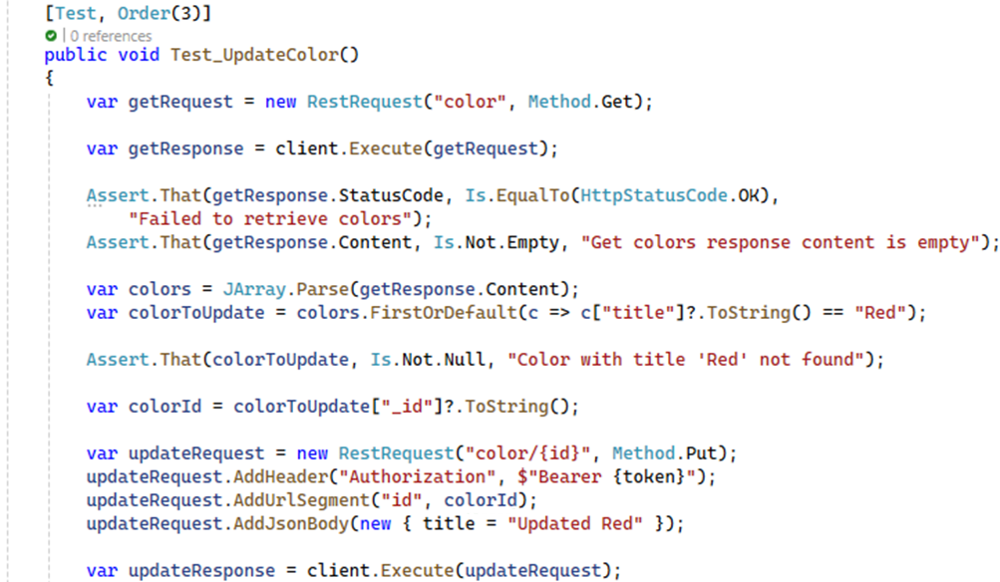 [Test, Order(3)]
| 0 references
public void Test_UpdateColor()
{
var getRequest = new RestRequest("color", Method.Get);
var getResponse = client.Execute(getRequest);
Assert.That(getResponse.StatusCode, Is.EqualTo(HttpStatusCode.OK),
"Failed to retrieve colors");
Assert.That(getResponse.Content, Is.Not.Empty, "Get colors response content is empty");
var colors = JArray.Parse(getResponse.Content);
var colorToUpdate = colors.FirstOrDefault(c => c["title"]?.ToString() == "Red");
Assert.That(colorToUpdate, Is.Not.Null, "Color with title 'Red' not found");
var colorId = colorToUpdate["_id"]?.ToString();
var updateRequest = new RestRequest("color/{id}", Method.Put);
updateRequest.AddHeader("Authorization", $"Bearer {token}");
updateRequest.AddUrlSegment("id", colorId);
updateRequest.AddJsonBody(new { title = "Updated Red" });
var updateResponse = client.Execute(updateRequest);